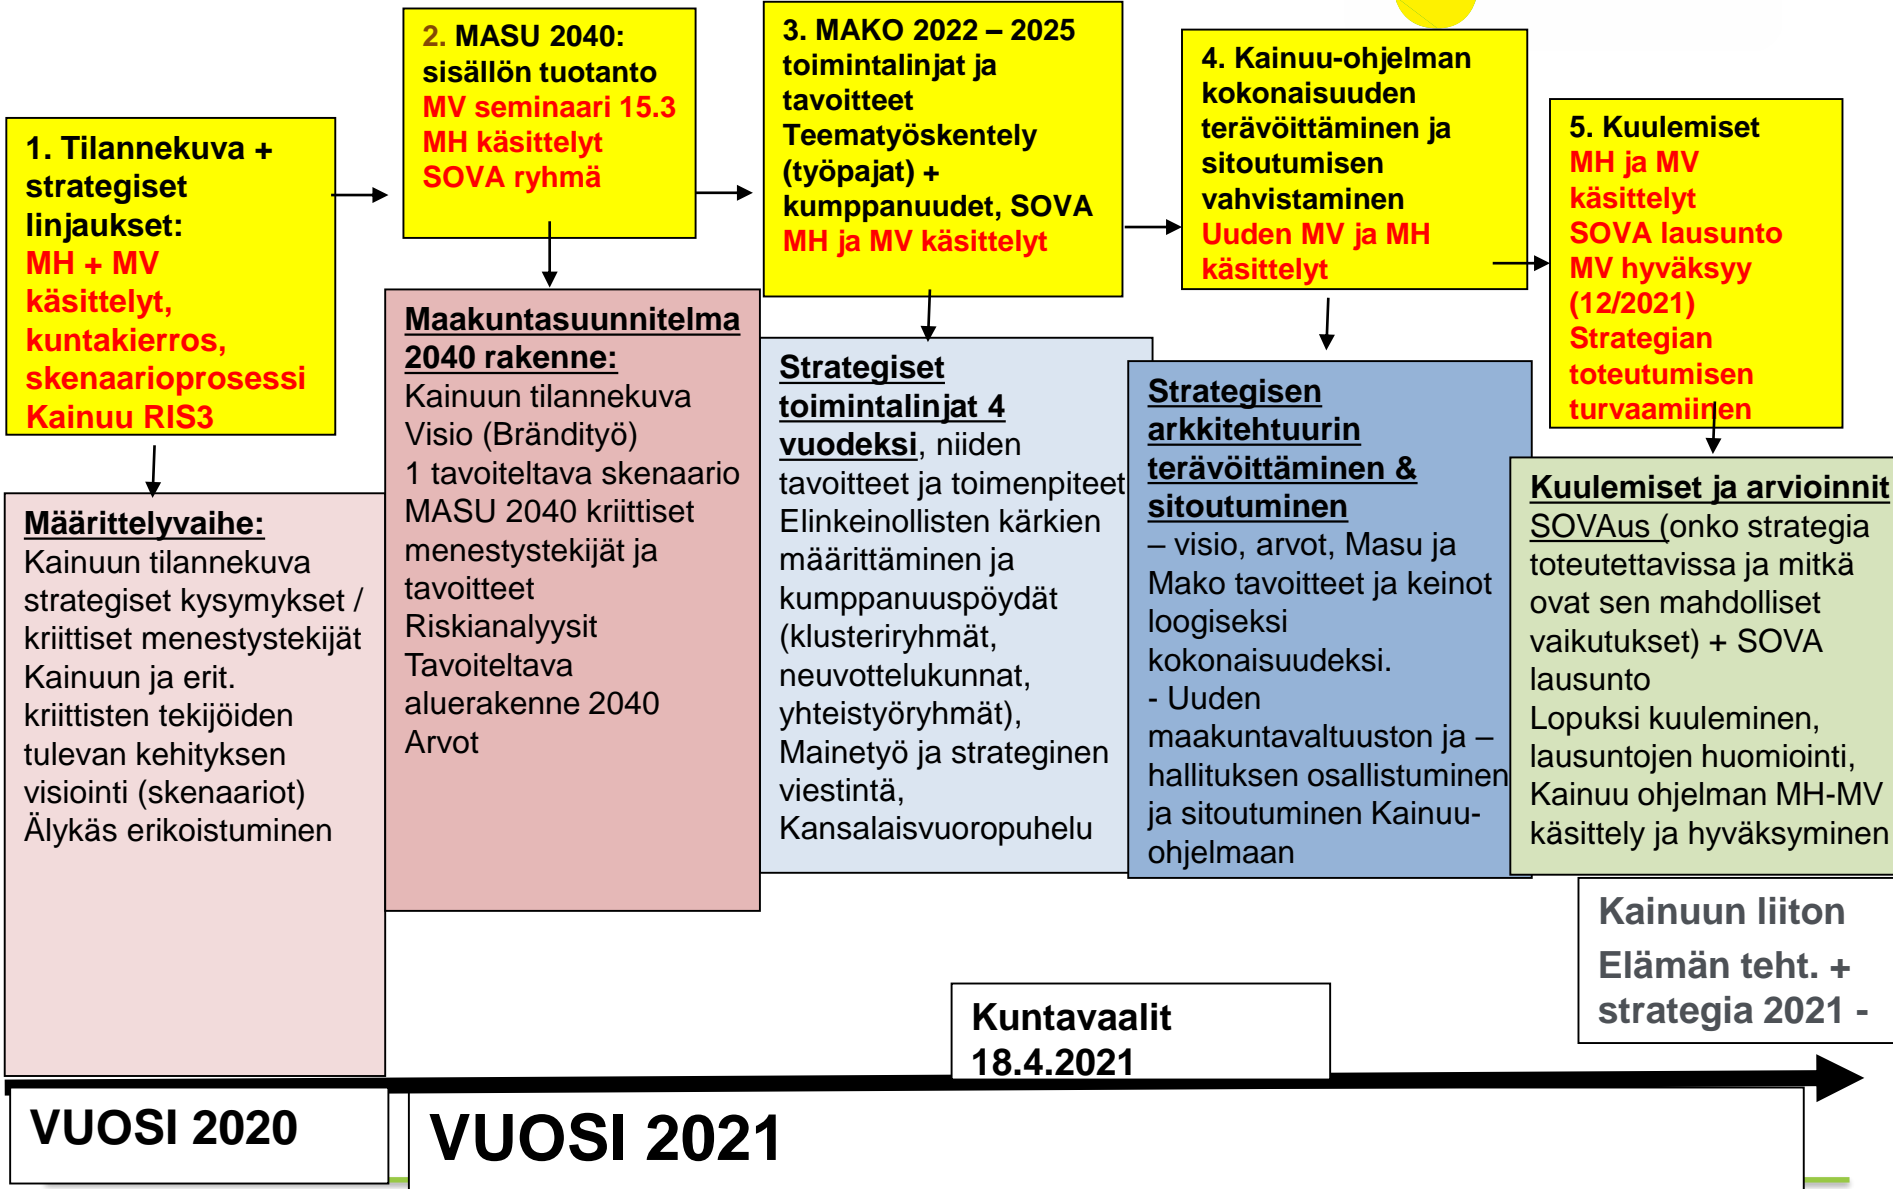 1. Tilannekuva +
strategiset
linjaukset:
MH + MV
käsittelyt,
kuntakierros,
skenaarioprosessi
Kainuu RIS3
Määrittelyvaihe:
Kainuun tilannekuva
strategiset kysymykset /
kriittiset menestystekijät
Kainuun ja erit.
kriittisten tekijöiden
tulevan kehityksen
visiointi (skenaariot)
Älykäs erikoistuminen
2. MASU 2040:
sisällön tuotanto
MV seminaari 15.3
MH käsittelyt
SOVA ryhmä
Maakuntasuunnitelma
2040 rakenne:
Kainuun tilannekuva
Visio (Brändityö)
1 tavoiteltava skenaario
MASU 2040 kriittiset
menestystekijät ja
tavoitteet
Riskianalyysit
Tavoiteltava
aluerakenne 2040
Arvot
3. MAKO 2022 – 2025
toimintalinjat ja
tavoitteet
Teematyöskentely
(työpajat) +
kumppanuudet, SOVA
MH ja MV käsittelyt
Strategiset
toimintalinjat 4
vuodeksi, niiden
tavoitteet ja toimenpiteet
Elinkeinollisten kärkien
määrittäminen ja
kumppanuuspöydät
(klusteriryhmät,
neuvottelukunnat,
yhteistyöryhmät),
Mainetyö ja strateginen
viestintä,
Kansalaisvuoropuhelu
4. Kainuu-ohjelman
kokonaisuuden
terävöittäminen ja
sitoutumisen
vahvistaminen
Uuden MV ja MH
käsittelyt
Strategisen
arkkitehtuurin
terävöittäminen &
sitoutuminen
– visio, arvot, Masu ja
Mako tavoitteet ja keinot
loogiseksi
kokonaisuudeksi.
- Uuden
maakuntavaltuuston ja –
hallituksen osallistuminen
ja sitoutuminen Kainuu-
ohjelmaan
5. Kuulemiset
MH ja MV
käsittelyt
SOVA lausunto
MV hyväksyy
(12/2021)
Strategian
toteutumisen
turvaamiinen
Kuulemiset ja arvioinnit
SOVAus (onko strategia
toteutettavissa ja mitkä
ovat sen mahdolliset
vaikutukset) + SOVA
lausunto
Lopuksi kuuleminen,
lausuntojen huomiointi,
Kainuu ohjelman MH-MV
käsittely ja hyväksyminen
Kainuun liiton
Elämän teht. +
strategia 2021 -
Kuntavaalit
18.4.2021
VUOSI 2020
VUOSI 2021